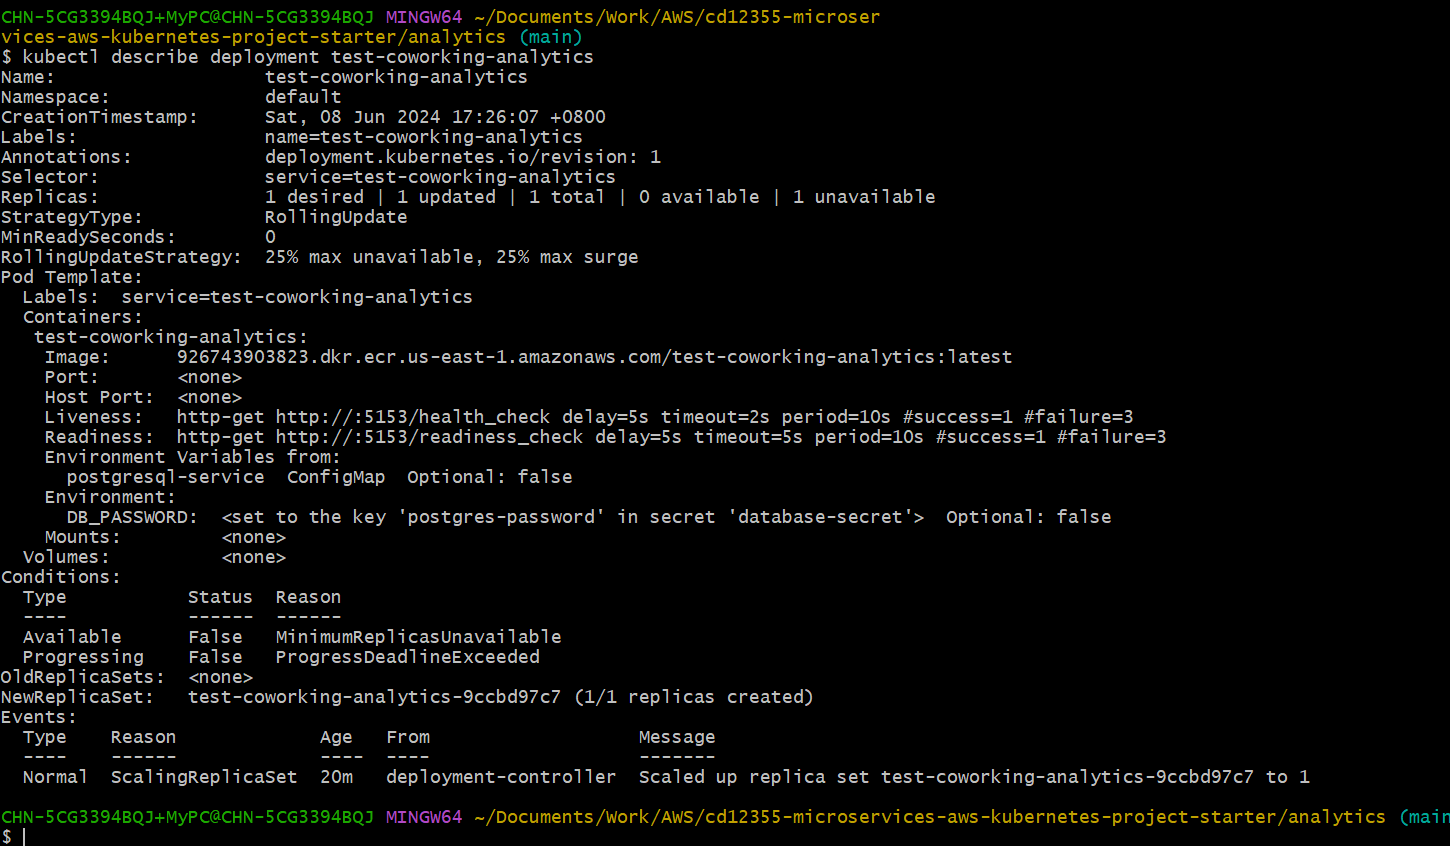 CHN-5CG3394BQJ+MyPC@CHN-5CG3394BQJ MINGW64 ~/Documents/Work/AWS/cd12355-microser
vices-aws-kubernetes-project-starter/analytics (main)
$ kubectl describe deployment test-coworking-analytics
Name:                   test-coworking-analytics
Namespace:              default
CreationTimestamp:      Sat, 08 Jun 2024 17:26:07 +0800
Labels:                 name=test-coworking-analytics
Annotations:            deployment.kubernetes.io/revision: 1
Selector:               service=test-coworking-analytics
Replicas:               1 desired | 1 updated | 1 total | 0 available | 1 unavailable
StrategyType:           RollingUpdate
MinReadySeconds:        0
RollingUpdateStrategy:  25% max unavailable, 25% max surge
Pod Template:
  Labels:  service=test-coworking-analytics
  Containers:
   test-coworking-analytics:
    Image:      926743903823.dkr.ecr.us-east-1.amazonaws.com/test-coworking-analytics:latest
    Port:       <none>
    Host Port:  <none>
    Liveness:   http-get http://:5153/health_check delay=5s timeout=2s period=10s #success=1 #failure=3
    Readiness:  http-get http://:5153/readiness_check delay=5s timeout=5s period=10s #success=1 #failure=3
    Environment Variables from:
      postgresql-service  ConfigMap  Optional: false
    Environment:
      DB_PASSWORD:  <set to the key 'postgres-password' in secret 'database-secret'>  Optional: false
    Mounts:         <none>
  Volumes:          <none>
Conditions:
  Type           Status  Reason
  ----           ------  ------
  Available      False   MinimumReplicasUnavailable
  Progressing    False   ProgressDeadlineExceeded
OldReplicaSets:  <none>
NewReplicaSet:   test-coworking-analytics-9ccbd97c7 (1/1 replicas created)
Events:
  Type    Reason             Age   From                   Message
  ----    ------             ----  ----                   -------
  Normal  ScalingReplicaSet  20m   deployment-controller  Scaled up replica set test-coworking-analytics-9ccbd97c7 to 1
CHN-5CG3394BQJ+MyPC@CHN-5CG3394BQJ MINGW64 ~/Documents/Work/AWS/cd12355-microservices-aws-kubernetes-project-starter/analytics (main
$